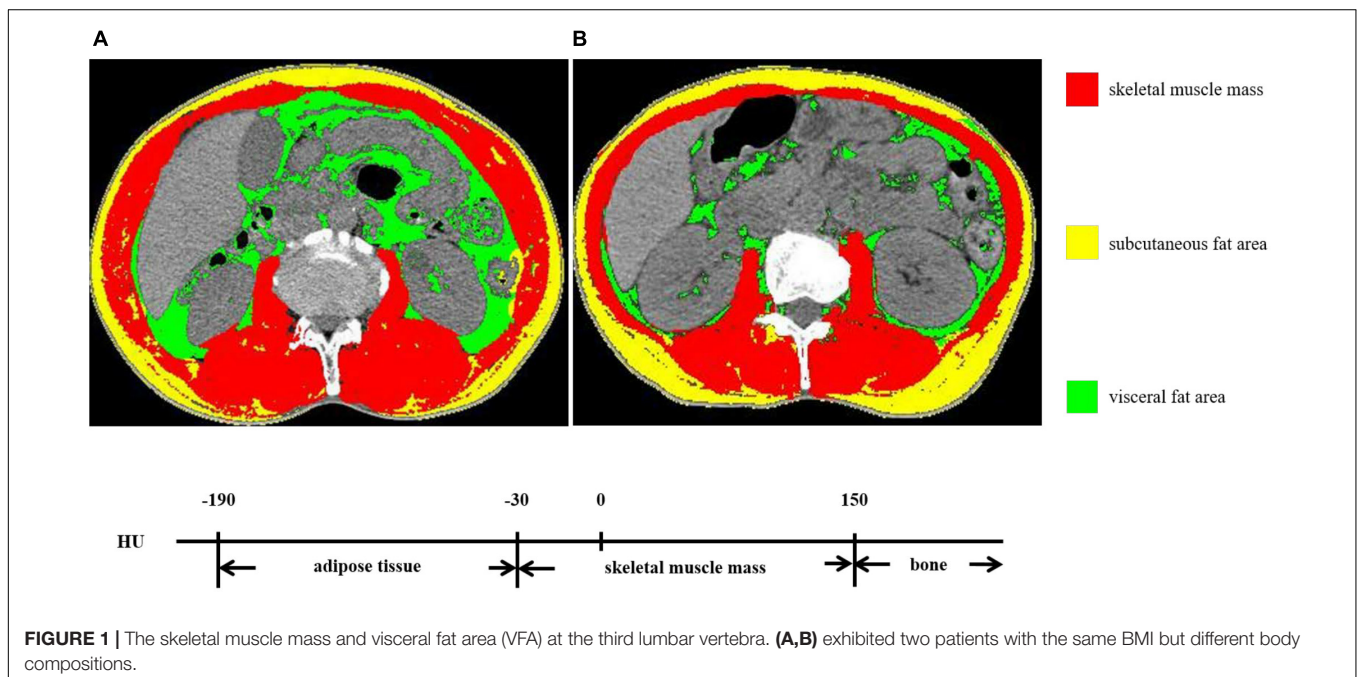 A B
skeletal muscle mass
subcutaneous fat area
visceral fat area
-190 -30 0 150
HU
adipose tissue skeletal muscle mass bone
FIGURE 1 | The skeletal muscle mass and visceral fat area (VFA) at the third lumbar vertebra. (A,B) exhibited two patients with the same BMI but different body
compositions.